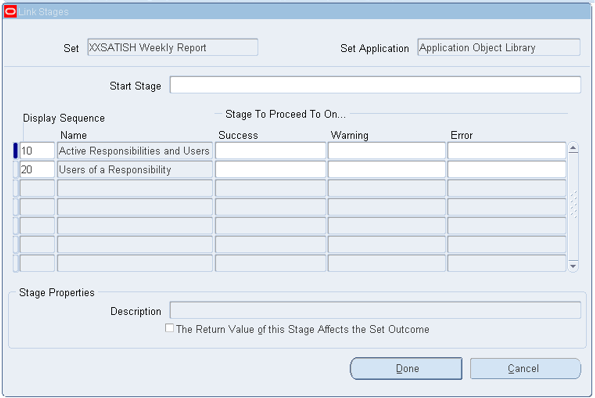 Link Stages
Set XXSATISH Weekly Report Set Application Application Object Library
Start Stage
Display Sequence Stage To Proceed To On...
Name Success Warning Error
10 Active Responsibilities and Users
20 Users of a Responsibility
Stage Properties
Description
The Return Value of this Stage Affects the Set Outcome
Done Cancel